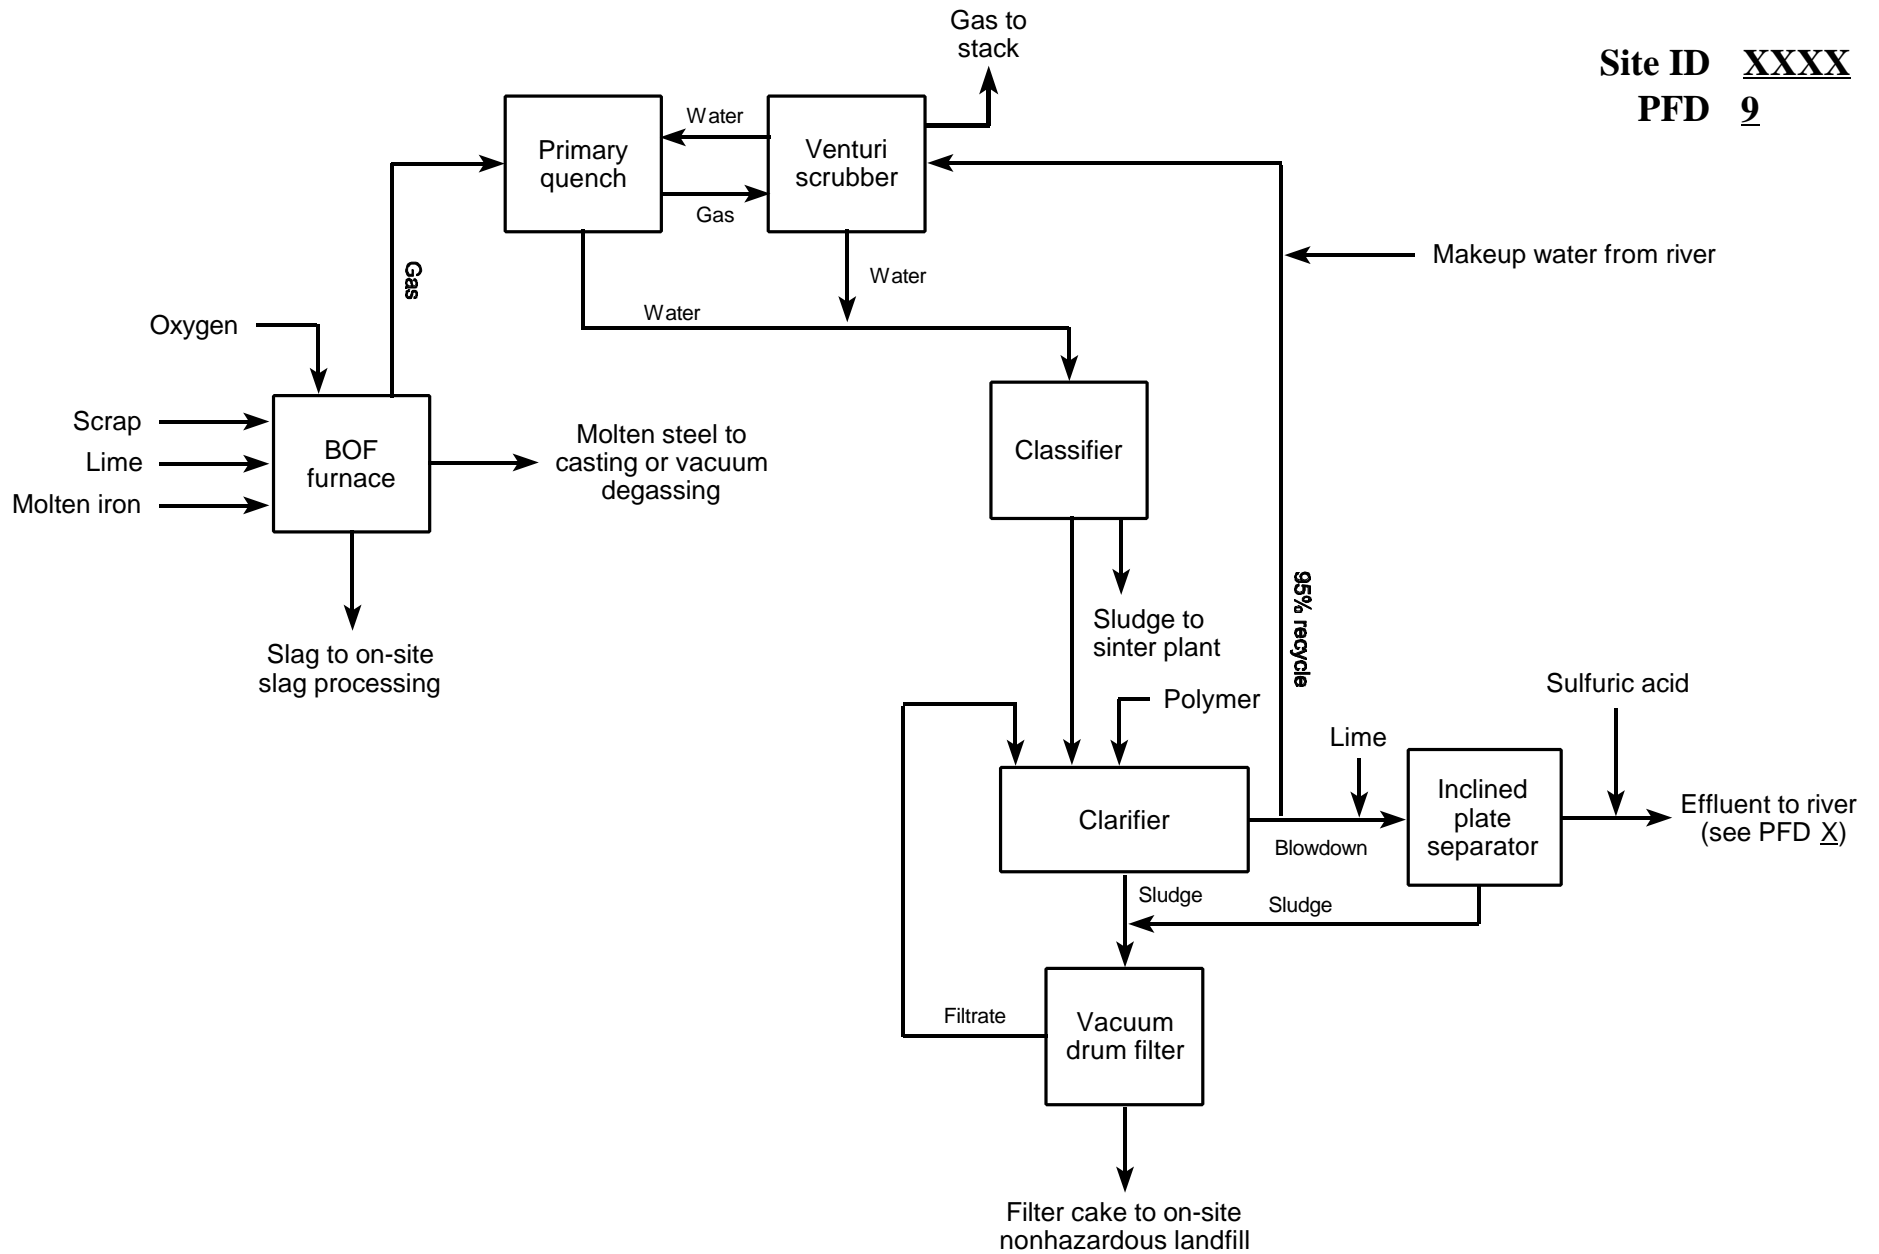 Gas to
stack
Site ID XXXX
PFD 9
Water
Primary
quench
Venturi
scrubber
Gas
Makeup water from river
Gas
Water
Water
Oxygen
Scrap
Lime
Molten iron
BOF
furnace
Molten steel to
casting or vacuum
degassing
Classifier
Slag to on-site
slag processing
Sludge to
sinter plant
95% recycle
Polymer
Sulfuric acid
Lime
Clarifier
Blowdown
Inclined
plate
separator
Effluent to river
(see PFD X)
Sludge
Sludge
Filtrate
Vacuum
drum filter
Filter cake to on-site
nonhazardous landfill